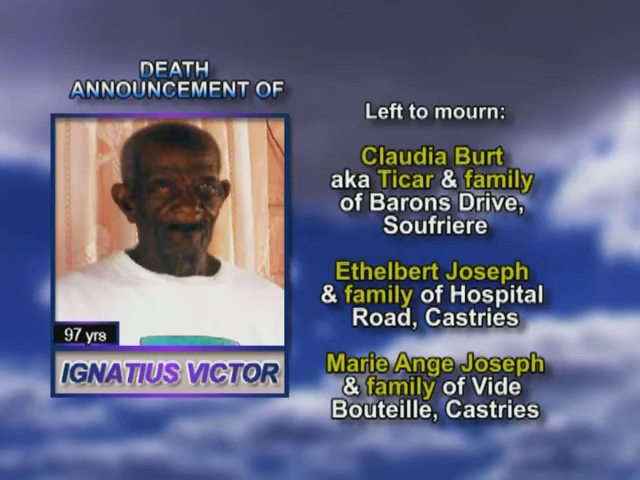 DEATH
ANNOUNCEMENT OF
97 yrs
IGNATIUS VICTOR
Left to mourn:
Claudia Burt
aka Ticar & family
of Barons Drive,
Soufriere
Ethelbert Joseph
& family of Hospital
Road, Castries
Marie Ange Joseph
& family of Vide
Bouteille, Castries